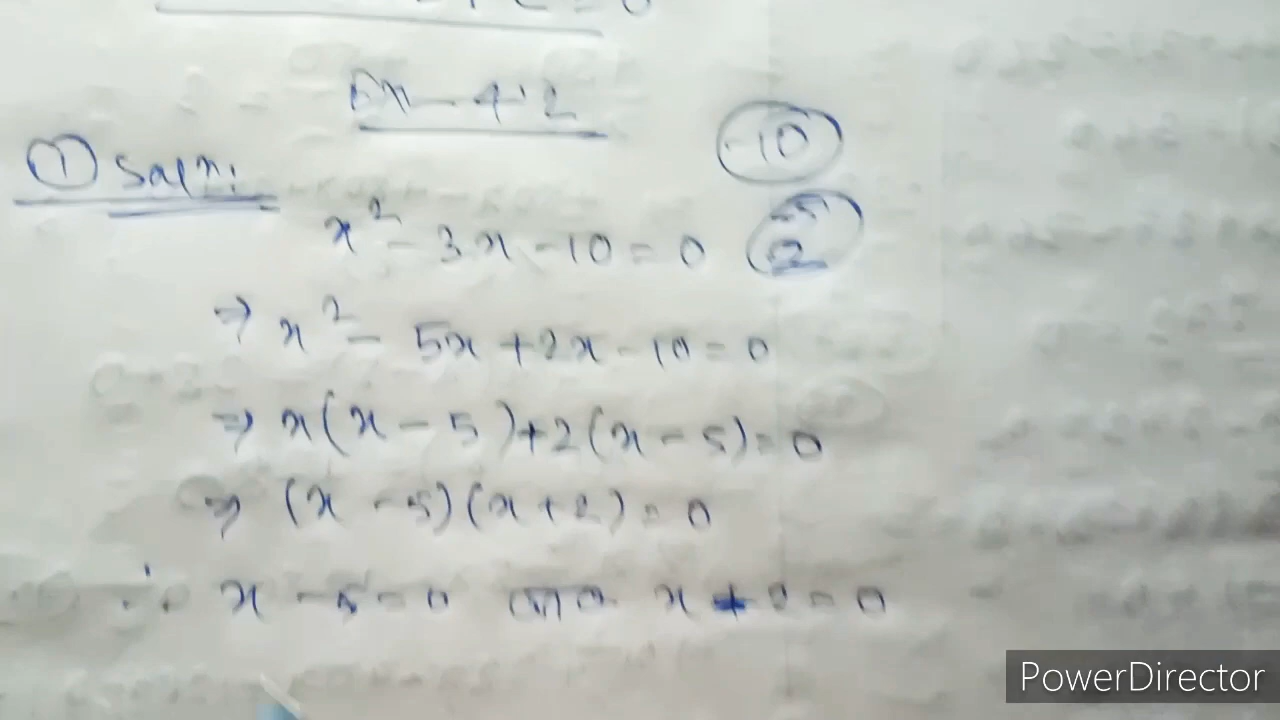 = 0
Ex - 4.2
-10
① Soln:
x² - 3x - 10 = 0
-5
2
⇒ x² - 5x + 2x - 10 = 0
⇒ x(x - 5) + 2(x - 5) = 0
⇒ (x - 5)(x + 2) = 0
∴ x - 5 = 0 x + 2 = 0
PowerDirector